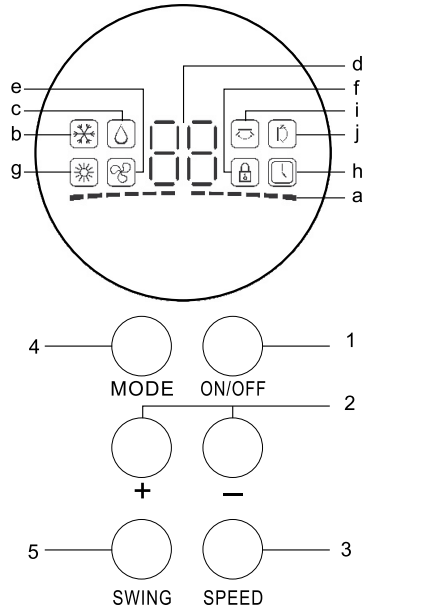 d
e f
c i
b j
g h
a
4 1
MODE ON/OFF
2
+ −
5 3
SWING SPEED